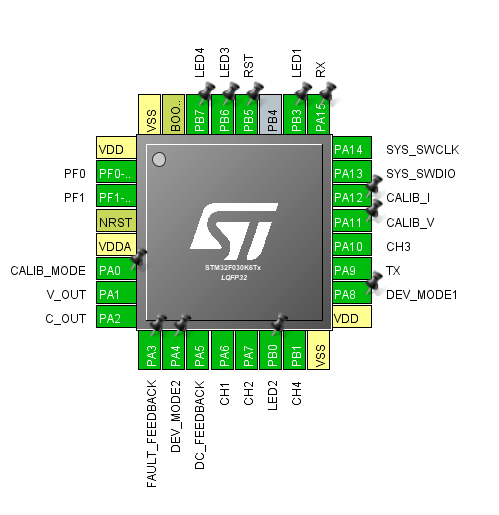 LED4
LED3
RST
LED1
RX
VSS
BOO..
PB7
PB6
PB5
PB4
PB3
PA15
VDD
PF0 PF0-..
PF1 PF1-..
NRST
VDDA
CALIB_MODE PA0
V_OUT PA1
C_OUT PA2
STM32F030K6Tx
LQFP32
PA14 SYS_SWCLK
PA13 SYS_SWDIO
PA12 CALIB_I
PA11 CALIB_V
PA10 CH3
PA9 TX
PA8 DEV_MODE1
VDD
PA3
PA4
PA5
PA6
PA7
PB0
PB1
VSS
FAULT_FEEDBACK
DEV_MODE2
DC_FEEDBACK
CH1
CH2
LED2
CH4